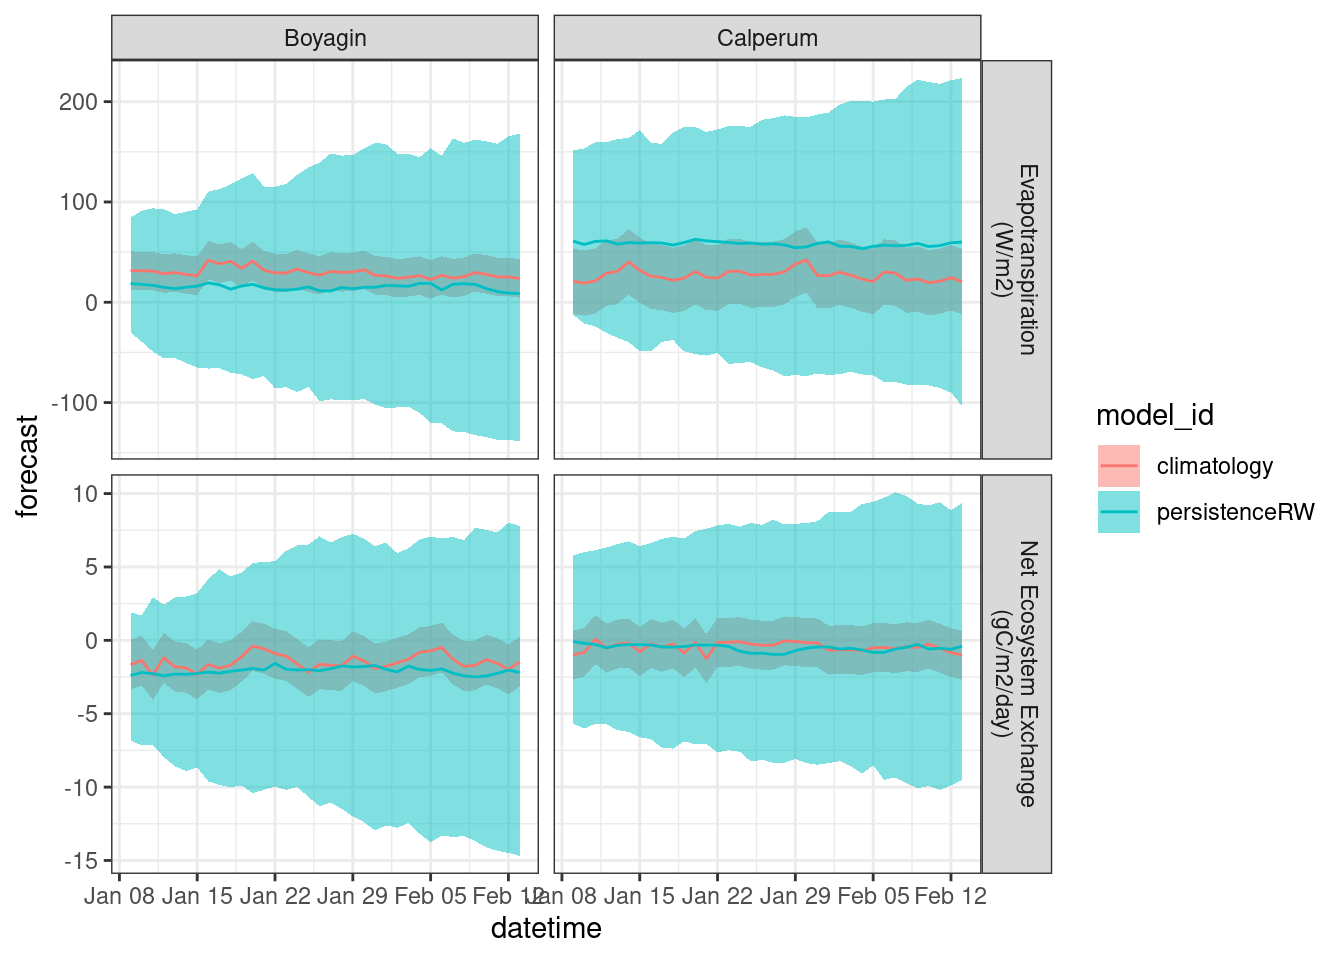 Boyagin
Calperum
200
100
0
-100
Evapotranspiration
(W/m2)
10
5
0
-5
-10
-15
Net Ecosystem Exchange
(gC/m2/day)
Jan 08 Jan 15 Jan 22 Jan 29 Feb 05 Feb 12
Jan 08 Jan 15 Jan 22 Jan 29 Feb 05 Feb 12
datetime
forecast
model_id
climatology
persistenceRW